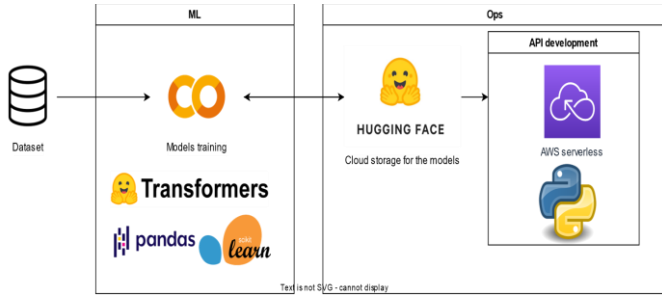 ML
Ops
API development
Dataset
Models training
HUGGING FACE
Cloud storage for the models
AWS serverless
Transformers
pandas
scikit
learn
Text is not SVG - cannot display